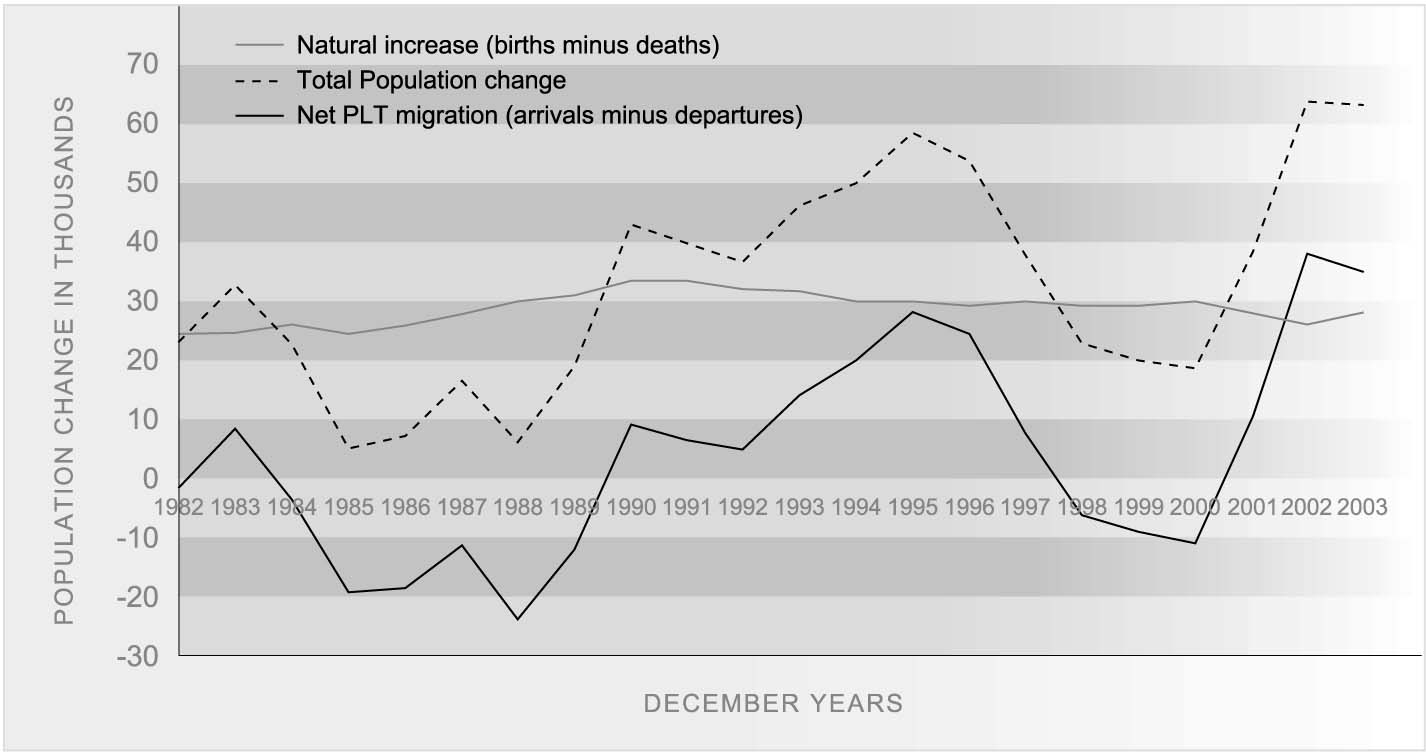 Natural increase (births minus deaths)
Total Population change
Net PLT migration (arrivals minus departures)
POPULATION CHANGE IN THOUSANDS
70
60
50
40
30
20
10
0
-10
-20
-30
1982 1983 1984 1985 1986 1987 1988 1989 1990 1991 1992 1993 1994 1995 1996 1997 1998 1999 2000 2001 2002 2003
DECEMBER YEARS